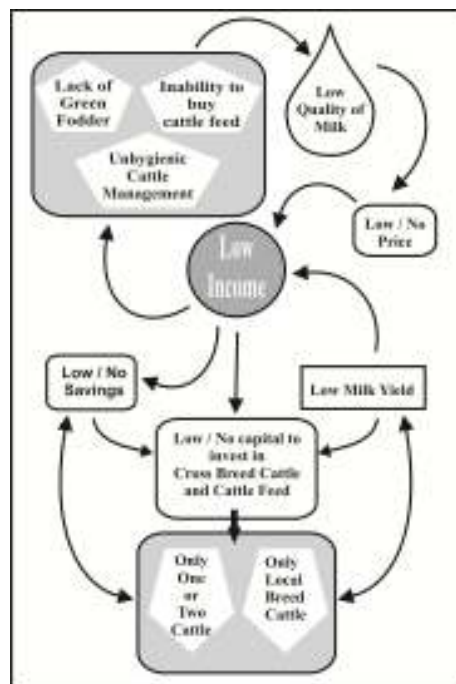 Lack of
Green
Fodder
Inability to
buy
cattle feed
Unhygienic
Cattle
Management
Low
Quality of
Milk
Low / No
Price
Low
Income
Low / No
Savings
Low Milk Yield
Low / No capital to
invest in
Cross Breed Cattle
and Cattle Feed
Only
One
or
Two
Cattle
Only
Local
Breed
Cattle